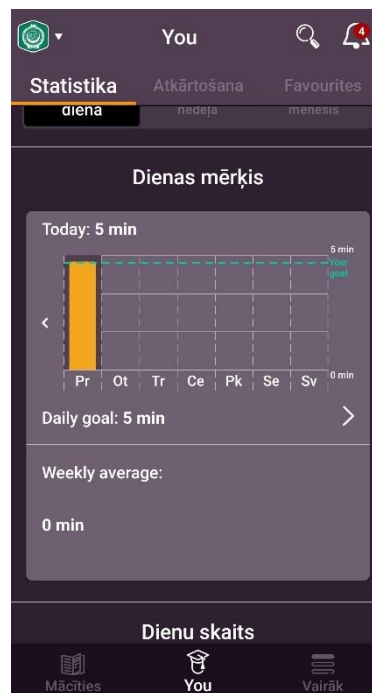 You
4
Statistika Atkārtošana Favourites
diena nedēļa mēnesis
Dienas mērķis
Today: 5 min
5 min
Your
goal
Pr Ot Tr Ce Pk Se Sv 0 min
Daily goal: 5 min
Weekly average:
0 min
Dienu skaits
Mācīties You Vairāk